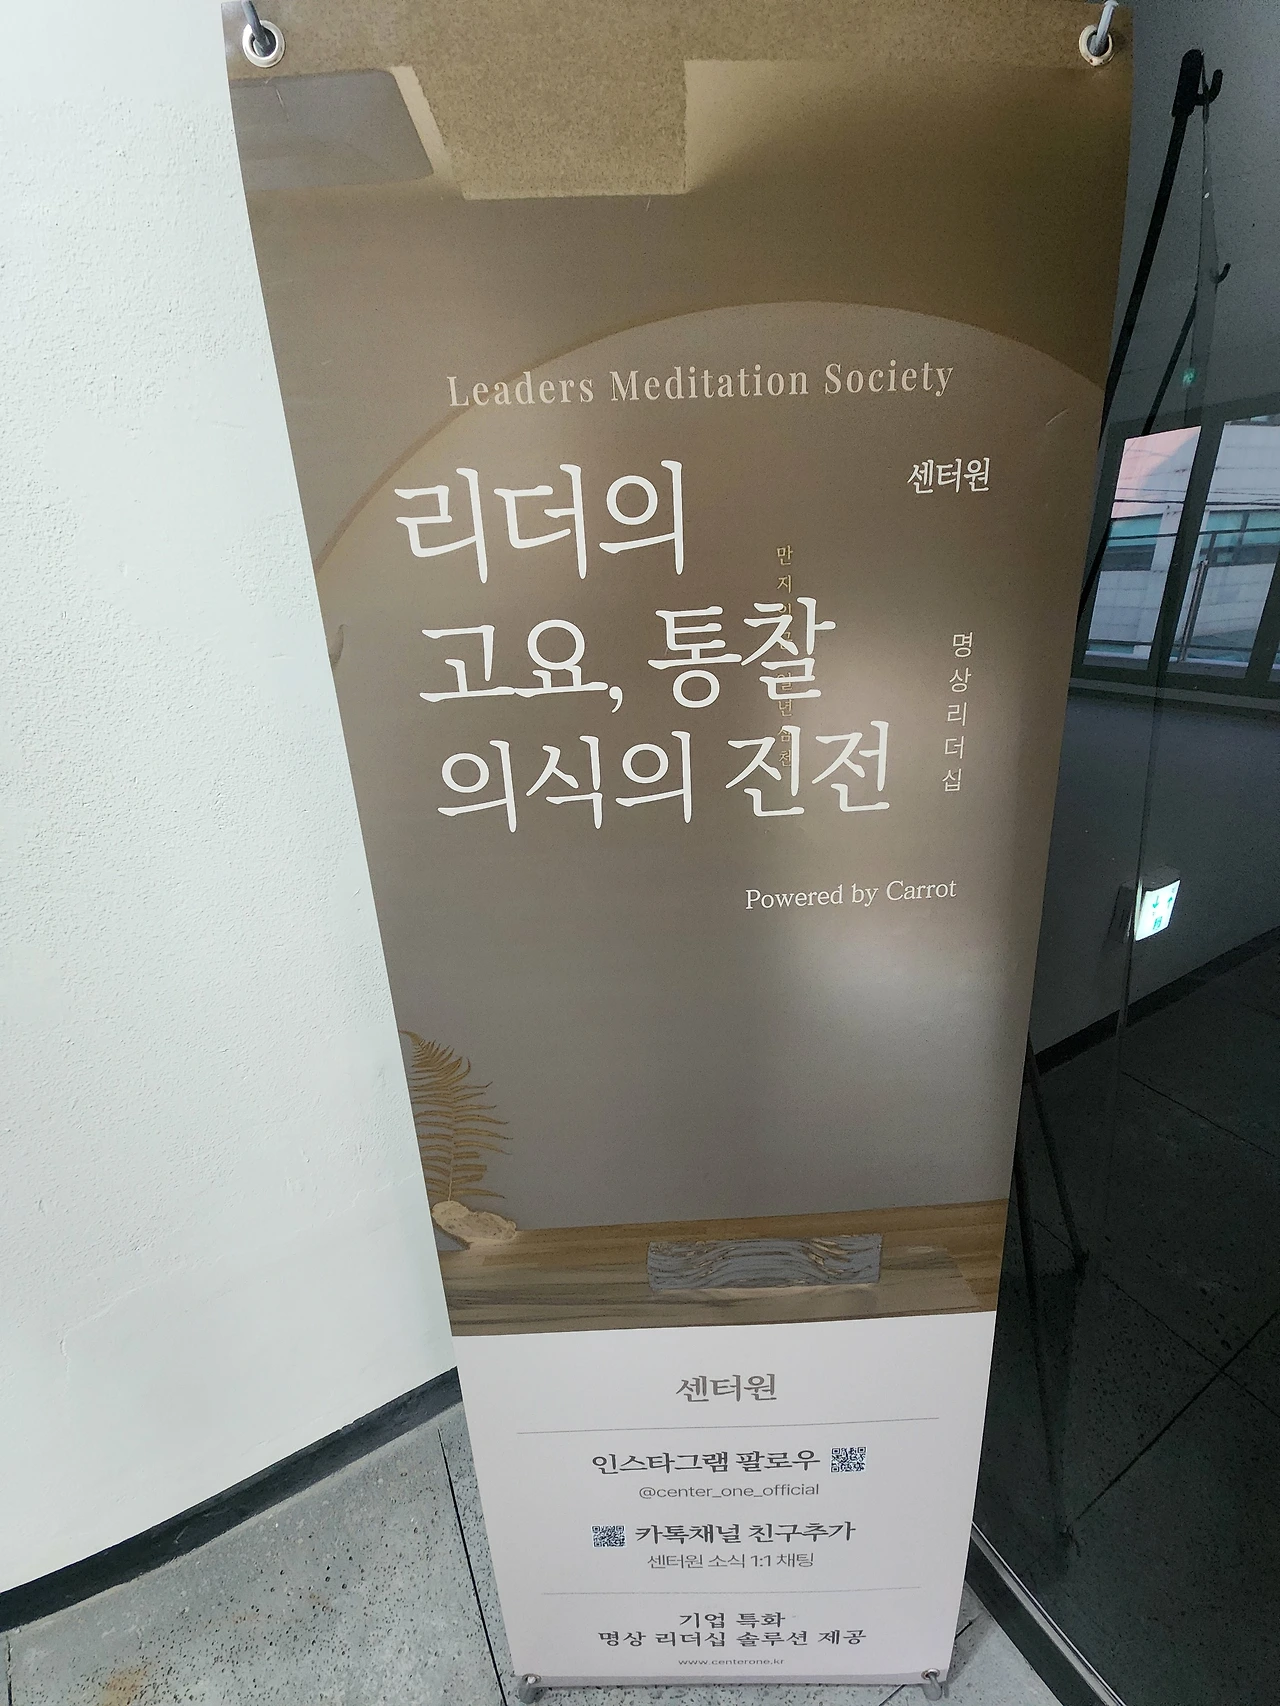 Leaders Meditation Society
센터원
리더의
고요, 통찰
의식의 진전
만지
명상리더십
Powered by Carrot
센터원
인스타그램 팔로우
@center_one_official
카톡채널 친구추가
센터원 소식 1:1 채팅
기업 특화
명상 리더십 솔루션 제공
www.centerone.kr